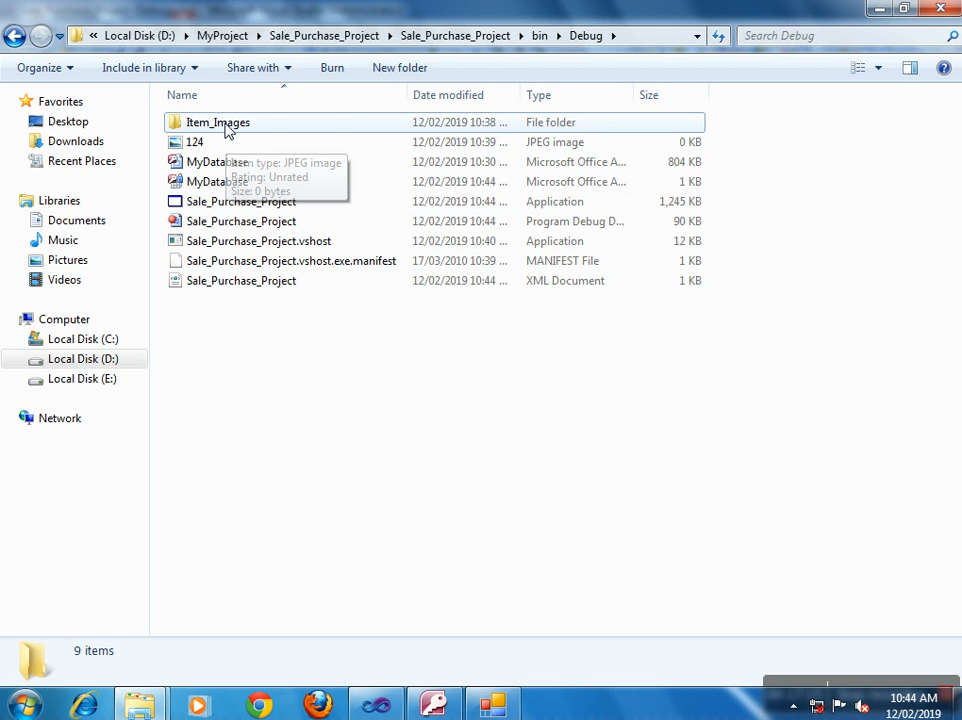 « Local Disk (D:) MyProject Sale_Purchase_Project Sale_Purchase_Project bin Debug Search Debug
Organize Include in library Share with Burn New folder
Name Date modified Type Size
Favorites
Desktop
Downloads
Recent Places
Libraries
Documents
Music
Pictures
Videos
Computer
Local Disk (C:)
Local Disk (D:)
Local Disk (E:)
Network
Item_Images 12/02/2019 10:38 ... File folder
124 12/02/2019 10:39 ... JPEG image 0 KB
MyDatabase 12/02/2019 10:30 ... Microsoft Office A... 804 KB
MyDatabase 12/02/2019 10:44 ... Microsoft Office A... 1 KB
Sale_Purchase_Project 12/02/2019 10:44 ... Application 1,245 KB
Sale_Purchase_Project 12/02/2019 10:44 ... Program Debug D... 90 KB
Sale_Purchase_Project.vshost 12/02/2019 10:40 ... Application 12 KB
Sale_Purchase_Project.vshost.exe.manifest 17/03/2010 10:39 ... MANIFEST File 1 KB
Sale_Purchase_Project 12/02/2019 10:44 ... XML Document 1 KB
Item type: JPEG image
Rating: Unrated
Size: 0 bytes
9 items
10:44 AM
12/02/2019